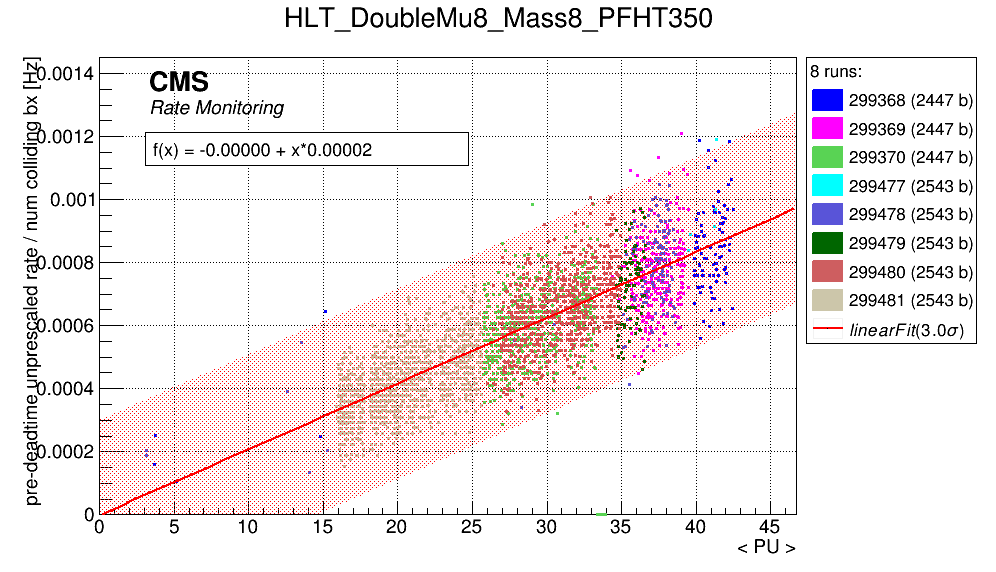 HLT_DoubleMu8_Mass8_PFHT350
pre-deadtime unprescaled rate / num colliding bx [Hz]
0.0014
0.0012
0.001
0.0008
0.0006
0.0004
0.0002
0
CMS
Rate Monitoring
f(x) = -0.00000 + x*0.00002
0 5 10 15 20 25 30 35 40 45
< PU >
8 runs:
299368 (2447 b)
299369 (2447 b)
299370 (2447 b)
299477 (2543 b)
299478 (2543 b)
299479 (2543 b)
299480 (2543 b)
299481 (2543 b)
linearFit(3.0σ)